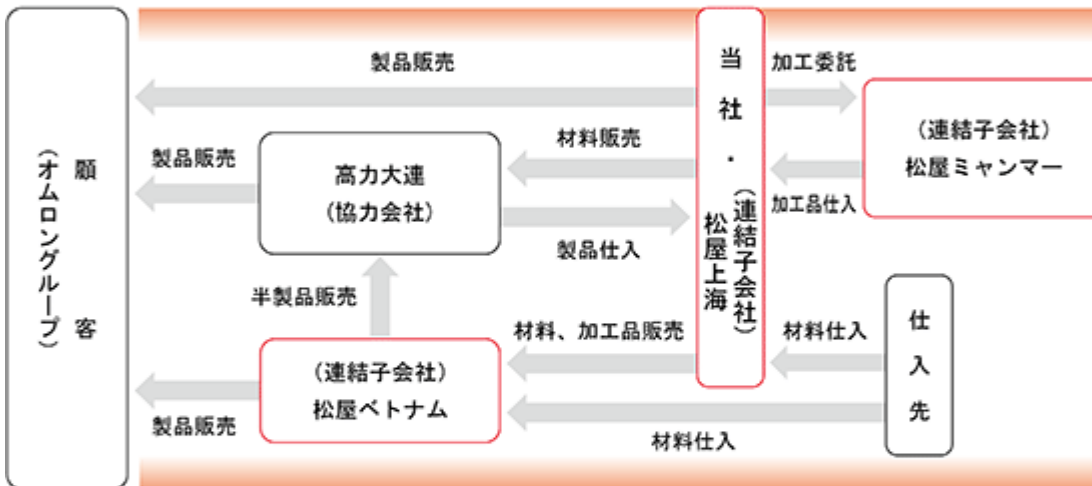 顧客
（オムロングループ）
製品販売
加工委託
当社・
（連結子会社）
松屋上海
（連結子会社）
松屋ミャンマー
製品販売
高力大連
（協力会社）
材料販売
加工品仕入
製品仕入
半製品販売
材料、加工品販売
材料仕入
仕入先
（連結子会社）
松屋ベトナム
製品販売
材料仕入